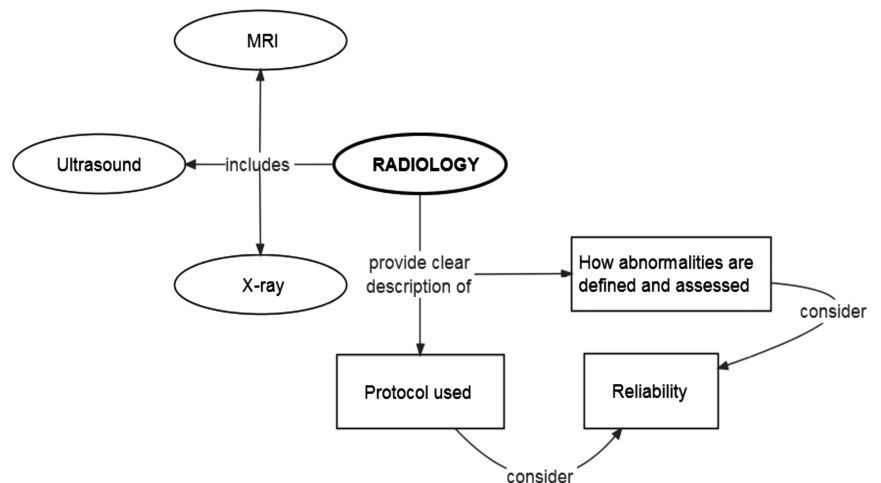 MRI
Ultrasound
includes
RADIOLOGY
X-ray
provide clear
description of
How abnormalities are
defined and assessed
consider
Protocol used
Reliability
consider